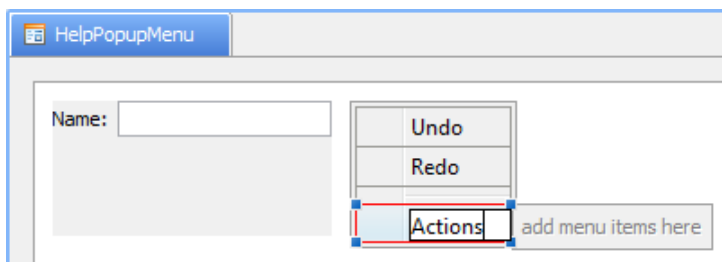 HelpPopupMenu
Name:
Undo
Redo
Actions
add menu items here